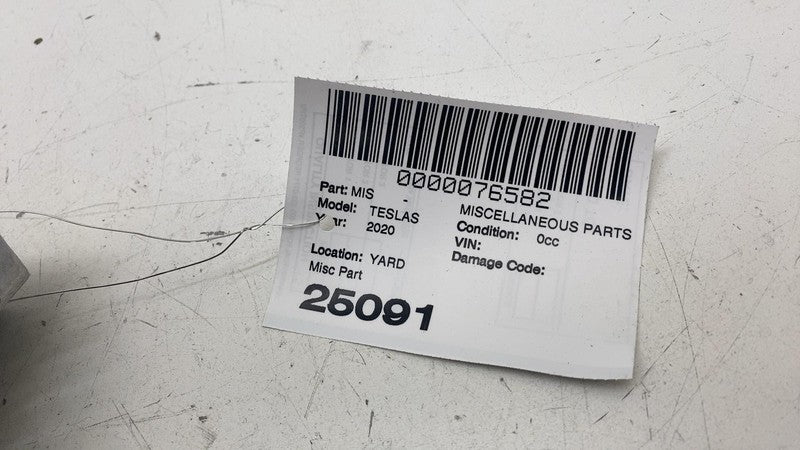 0000076582
Part: MIS - MISCELLANEOUS PARTS
Model: TESLAS Condition: 0cc
Year: 2020 VIN:
Damage Code:
Location: YARD
Misc Part
25091